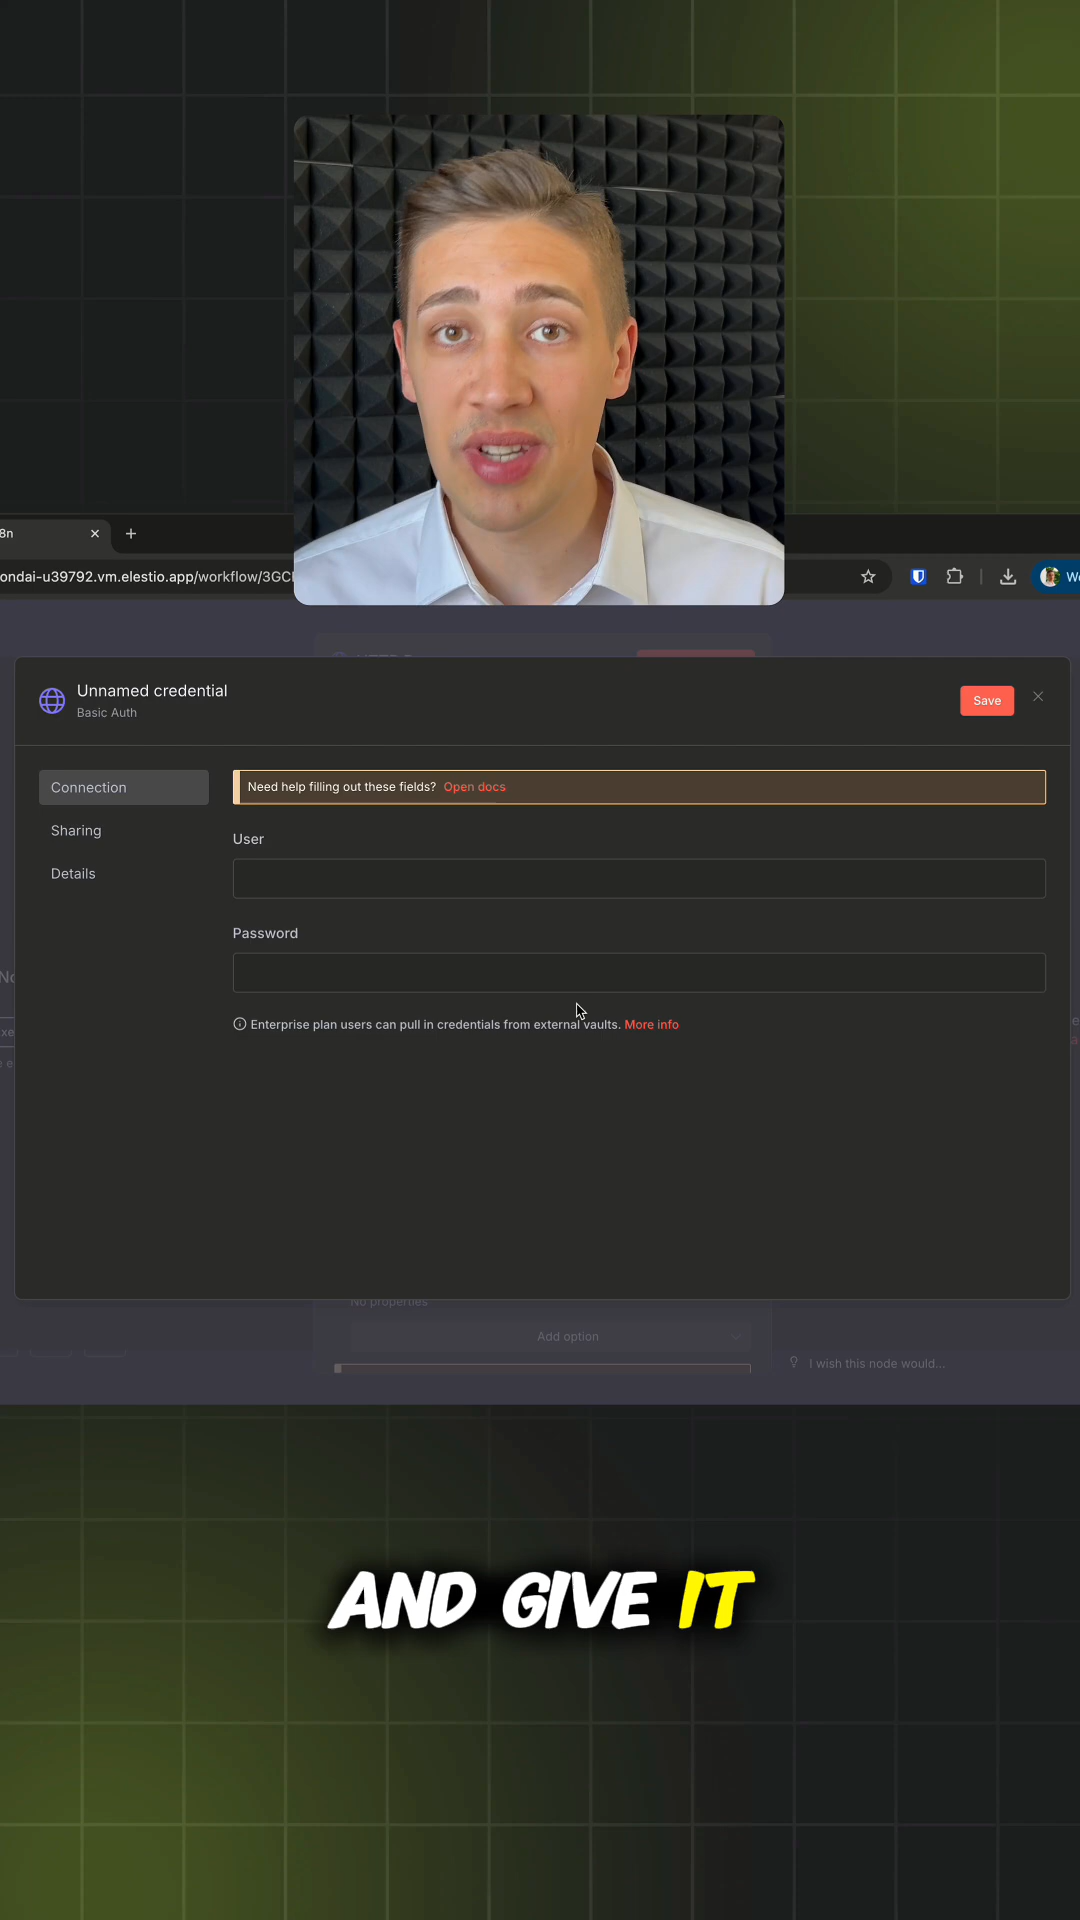 8n
ondai-u39792.vm.elestio.app/workflow/3GC
Unnamed credential
Basic Auth
Save
Connection
Sharing
Details
Need help filling out these fields? Open docs
User
Password
Enterprise plan users can pull in credentials from external vaults. More info
No properties
Add option
I wish this node would...
AND GIVE IT